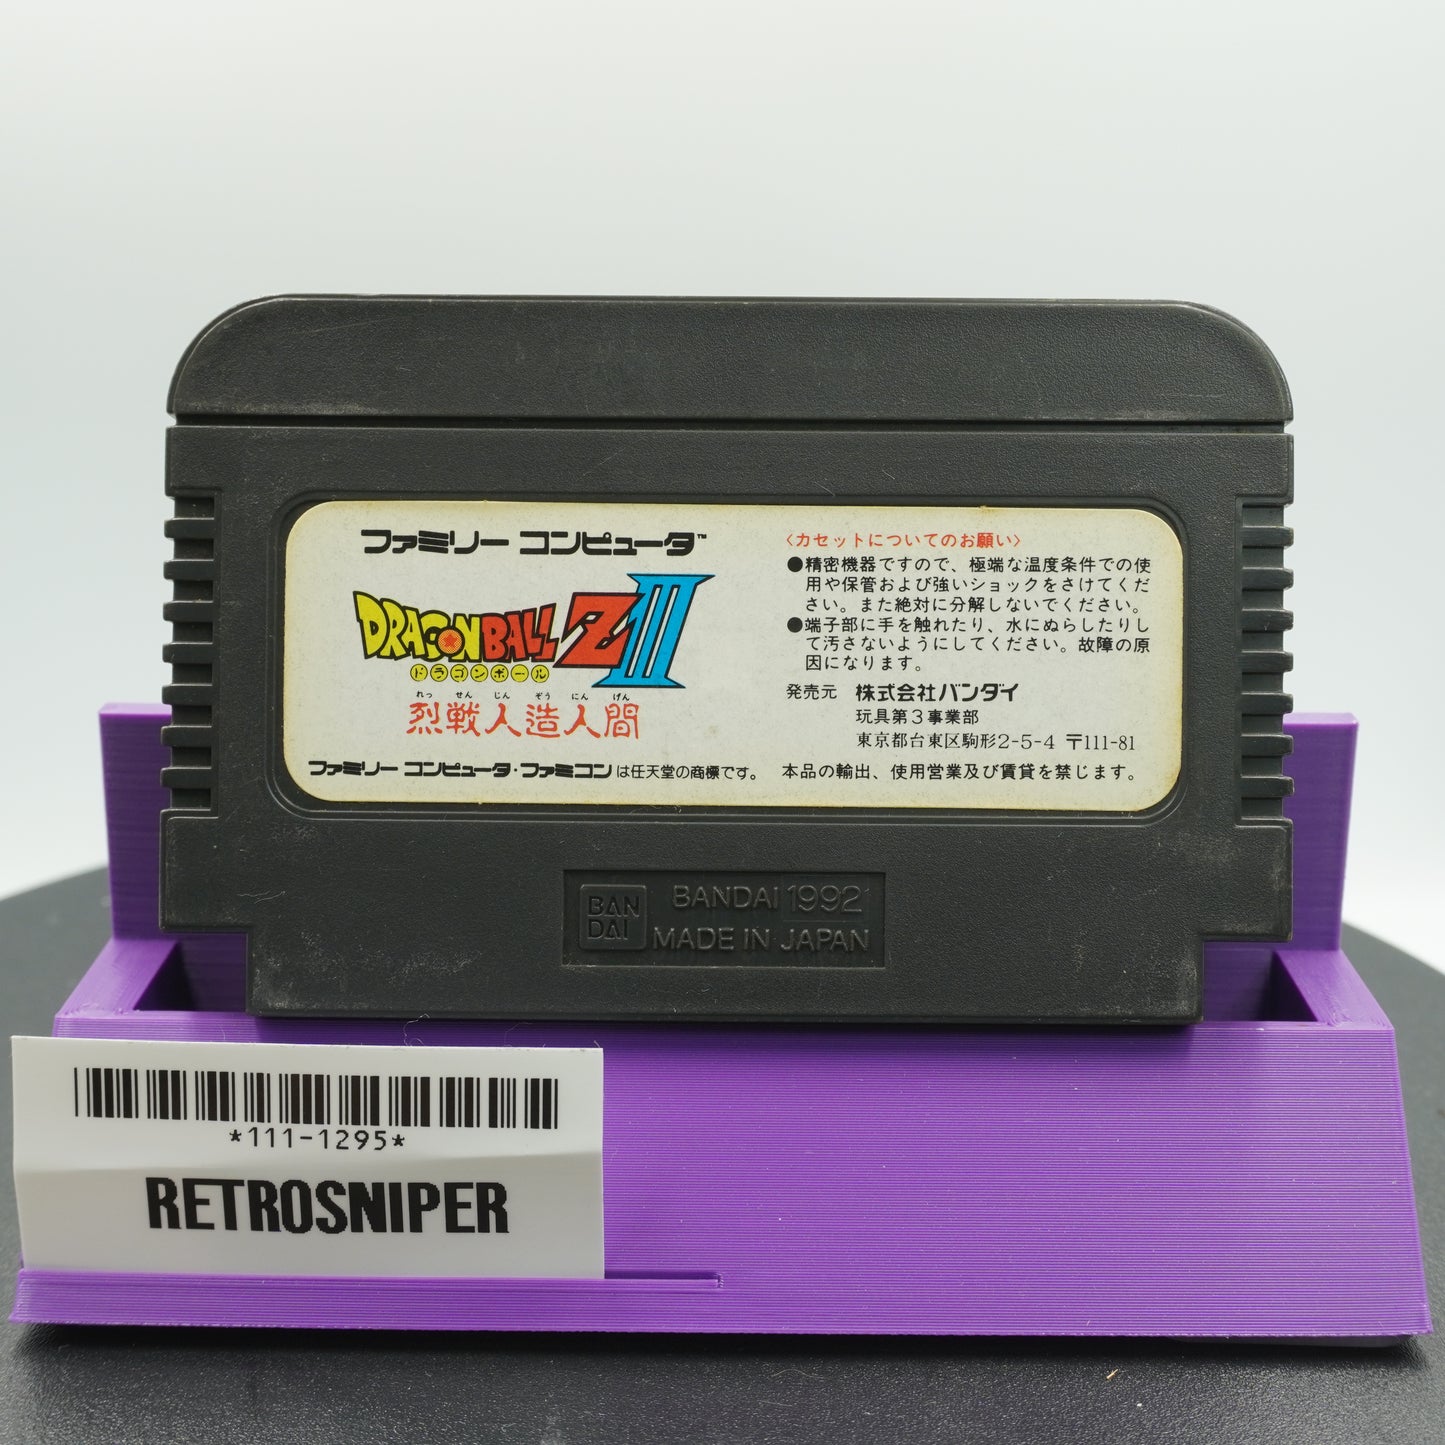 ファミリー コンピュータ™
DRAGON BALL Z III
ドラゴンボール
れっ せん じん ぞう にん げん
烈戦人造人間
ファミリー コンピュータ・ファミコンは任天堂の商標です。
〈カセットについてのお願い〉
●精密機器ですので、極端な温度条件での使
用や保管および強いショックをさけてくだ
さい。また絶対に分解しないでください。
●端子部に手を触れたり、水にぬらしたりし
て汚さないようにしてください。故障の原
因になります。
発売元 株式会社バンダイ
玩具第3事業部
東京都台東区駒形2-5-4 〒111-81
本品の輸出、使用営業及び賃貸を禁じます。
BAN
DAI
BANDAI 1992
MADE IN JAPAN
*111-1295*
RETROSNIPER